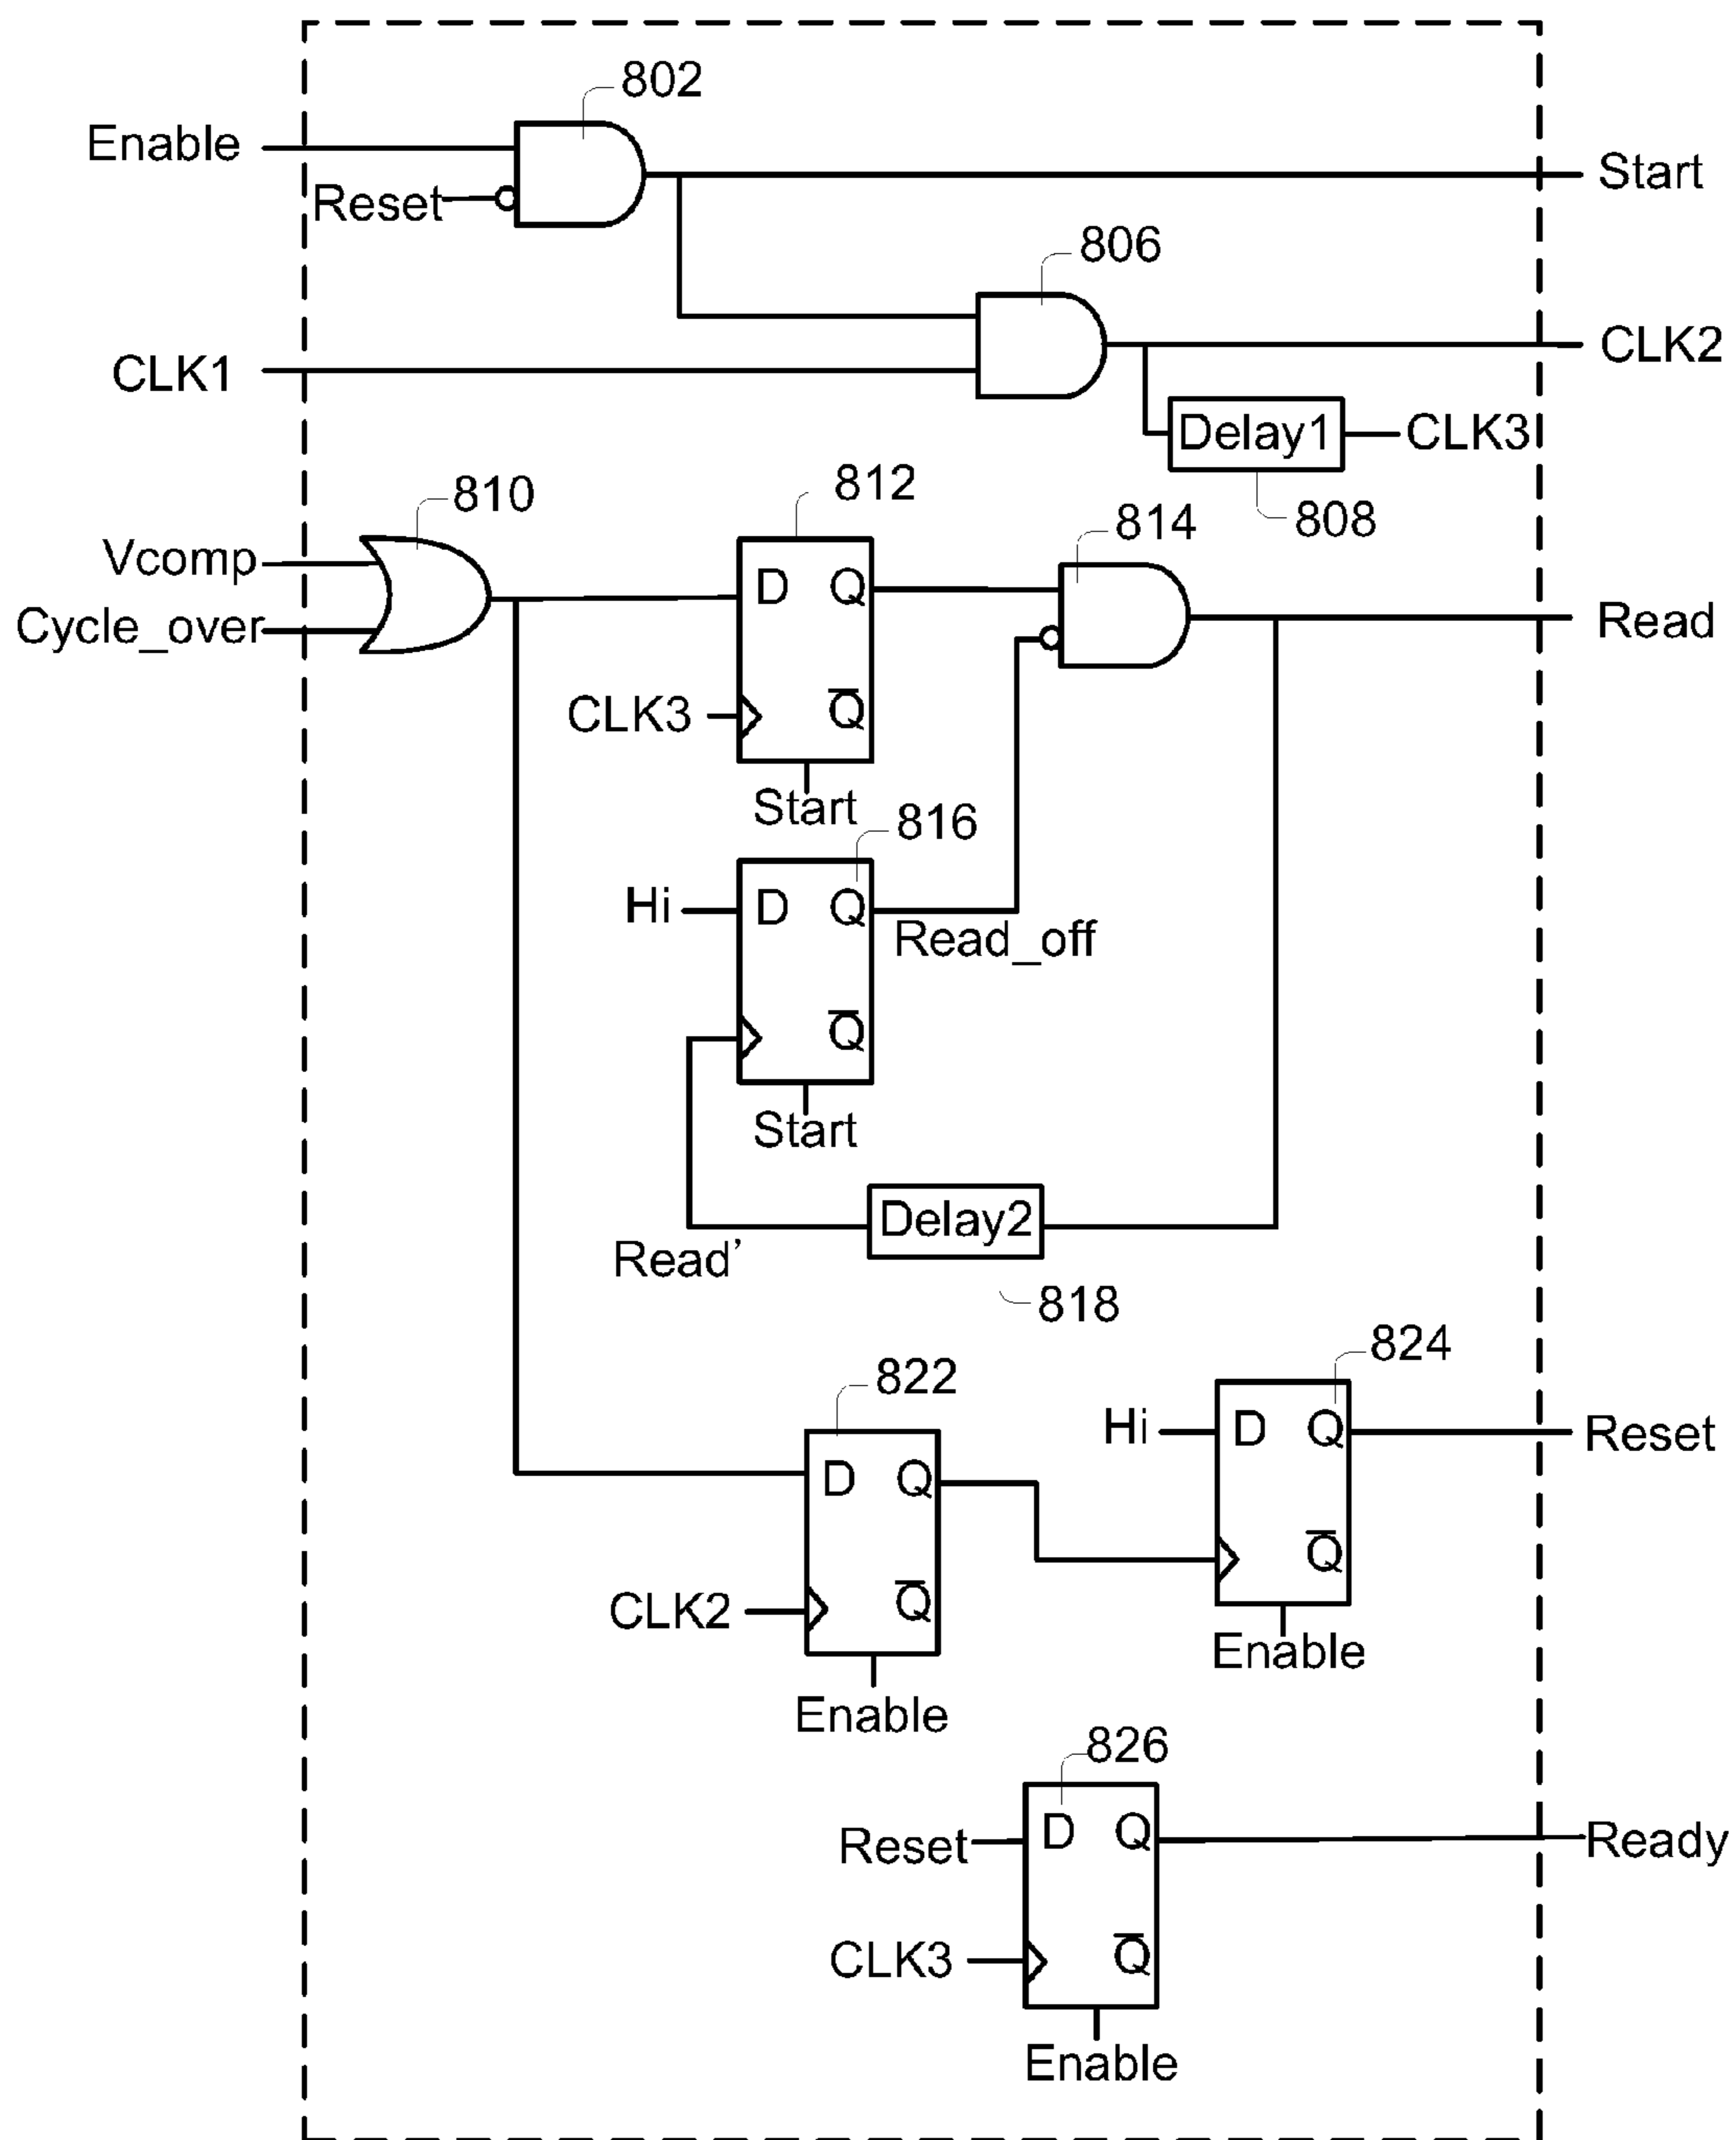 802
Enable
Start
Reset
806
CLK1
CLK2
Delay1
CLK3
808
810
812
814
Vcomp
Cycle_over
D Q
Read
CLK3
Q̅
Start
816
Hi
D Q
Read_off
Q̅
Start
Delay2
Read’
818
824
822
Hi
D Q
Reset
D Q
Q̅
CLK2
Q̅
Enable
Enable
826
D Q
Reset
Ready
CLK3
Q̅
Enable